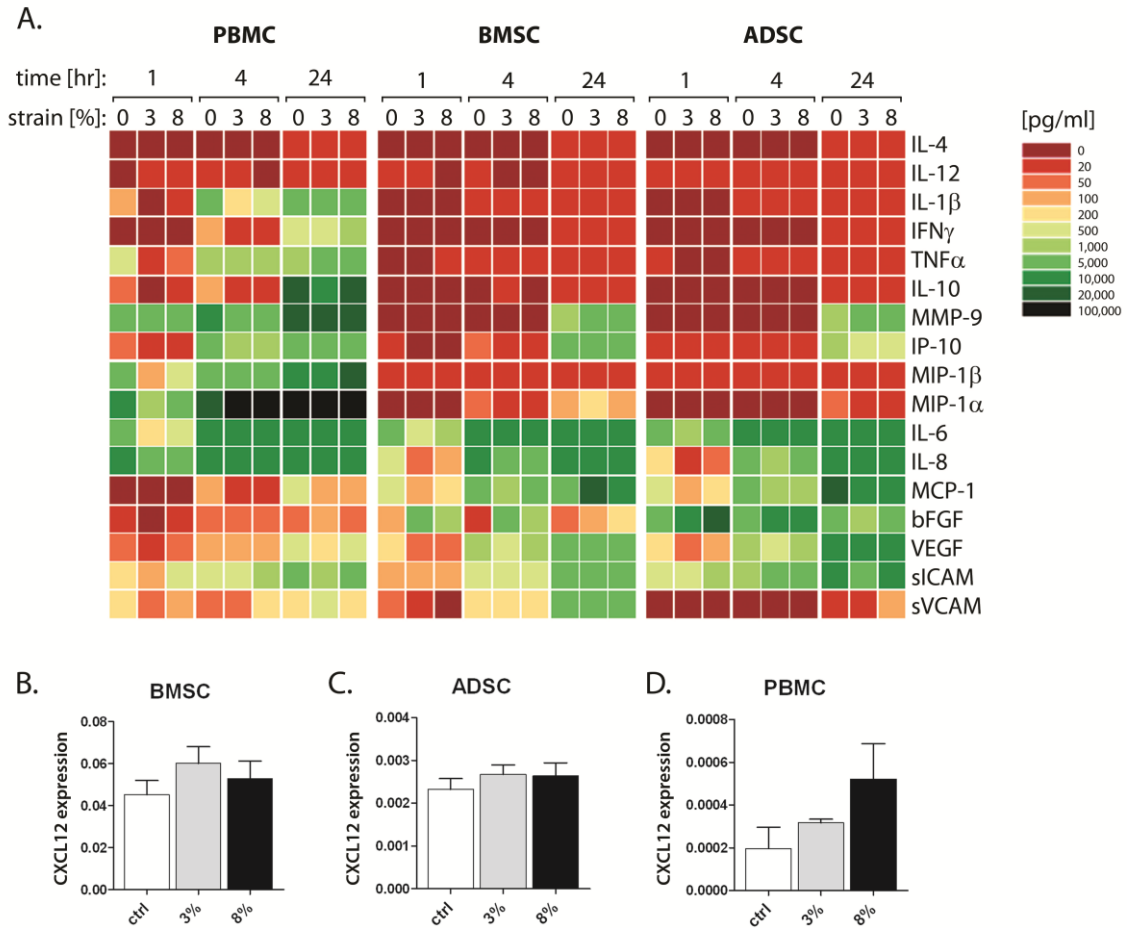 A.
PBMC BMSC ADSC
time [hr]: 1 4 24 1 4 24 1 4 24
strain [%]: 0 3 8 0 3 8 0 3 8 0 3 8 0 3 8 0 3 8 0 3 8 0 3 8 0 3 8
[pg/ml]
IL-4
IL-12
IL-1β
IFNγ
TNFα
IL-10
MMP-9
IP-10
MIP-1β
MIP-1α
IL-6
IL-8
MCP-1
bFGF
VEGF
sICAM
sVCAM
0
20
50
100
200
500
1,000
5,000
10,000
20,000
100,000
B.
BMSC
CXCL12 expression
0.08
0.06
0.04
0.02
0.00
ctrl 3% 8%
C.
ADSC
CXCL12 expression
0.004
0.003
0.002
0.001
0.000
ctrl 3% 8%
D.
PBMC
CXCL12 expression
0.0008
0.0006
0.0004
0.0002
0.0000
ctrl 3% 8%